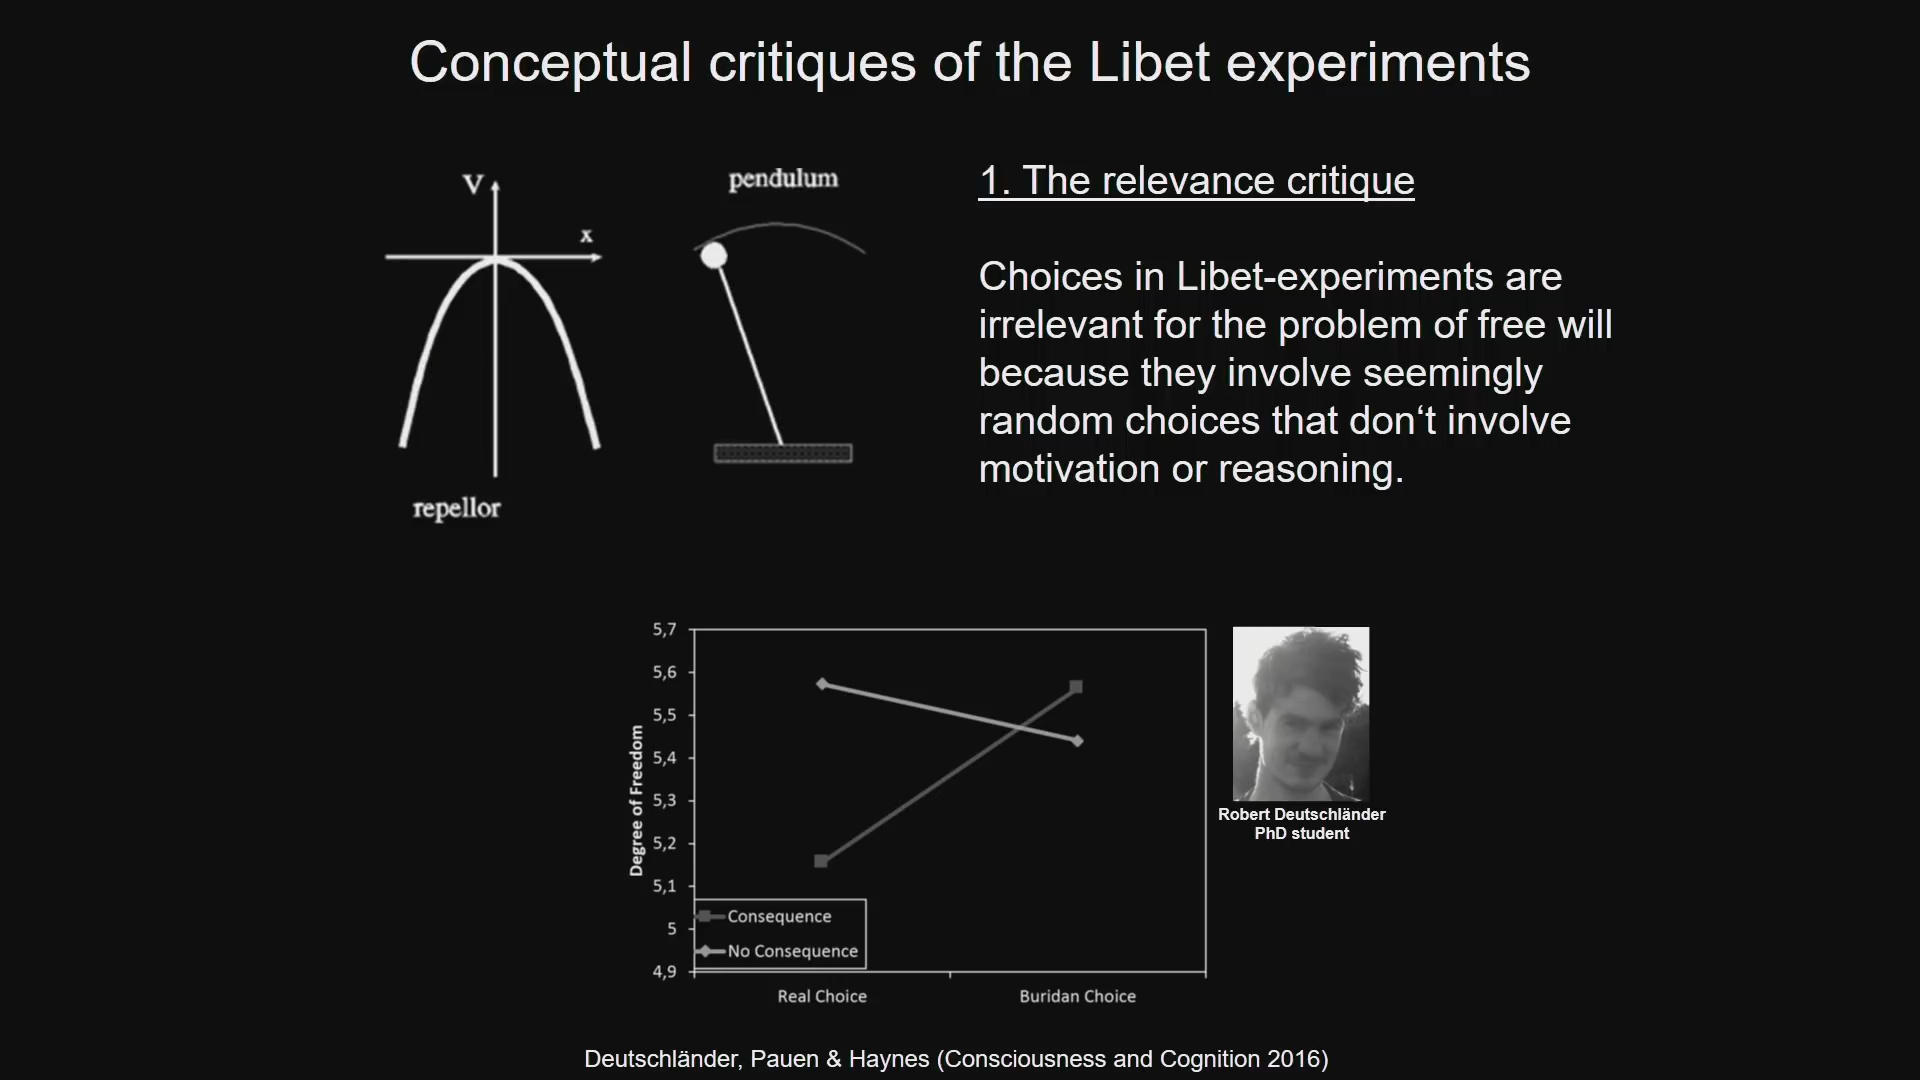 Conceptual critiques of the Libet experiments
V
x
repellor
pendulum
1. The relevance critique
Choices in Libet-experiments are
irrelevant for the problem of free will
because they involve seemingly
random choices that don‘t involve
motivation or reasoning.
Degree of Freedom
5,7
5,6
5,5
5,4
5,3
5,2
5,1
5
4,9
Consequence
No Consequence
Real Choice
Buridan Choice
Robert Deutschländer
PhD student
Deutschländer, Pauen & Haynes (Consciousness and Cognition 2016)